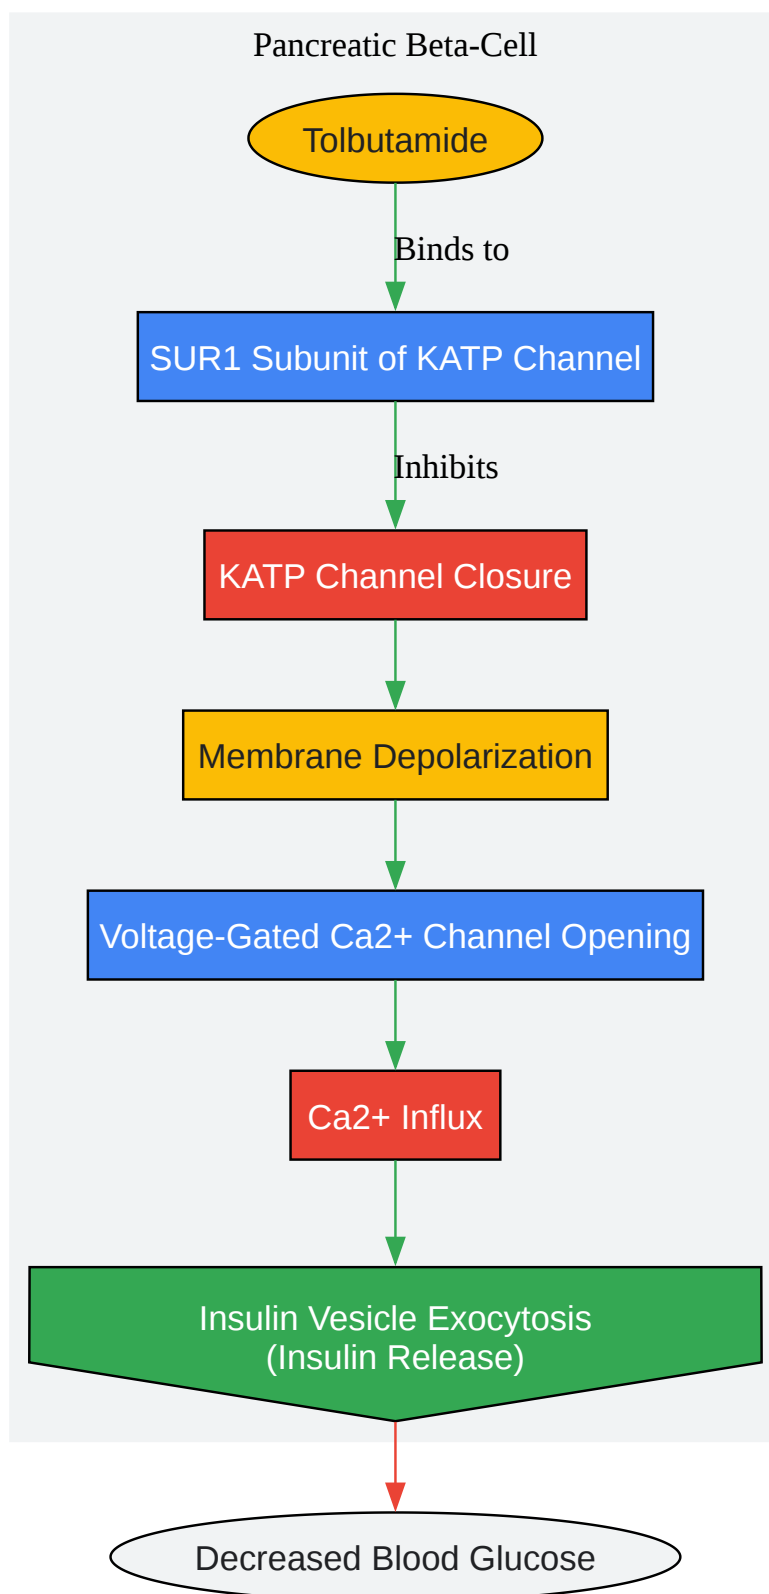 Pancreatic Beta-Cell
Tolbutamide
Binds to
SUR1 Subunit of KATP Channel
Inhibits
KATP Channel Closure
Membrane Depolarization
Voltage-Gated Ca2+ Channel Opening
Ca2+ Influx
Insulin Vesicle Exocytosis
(Insulin Release)
Decreased Blood Glucose